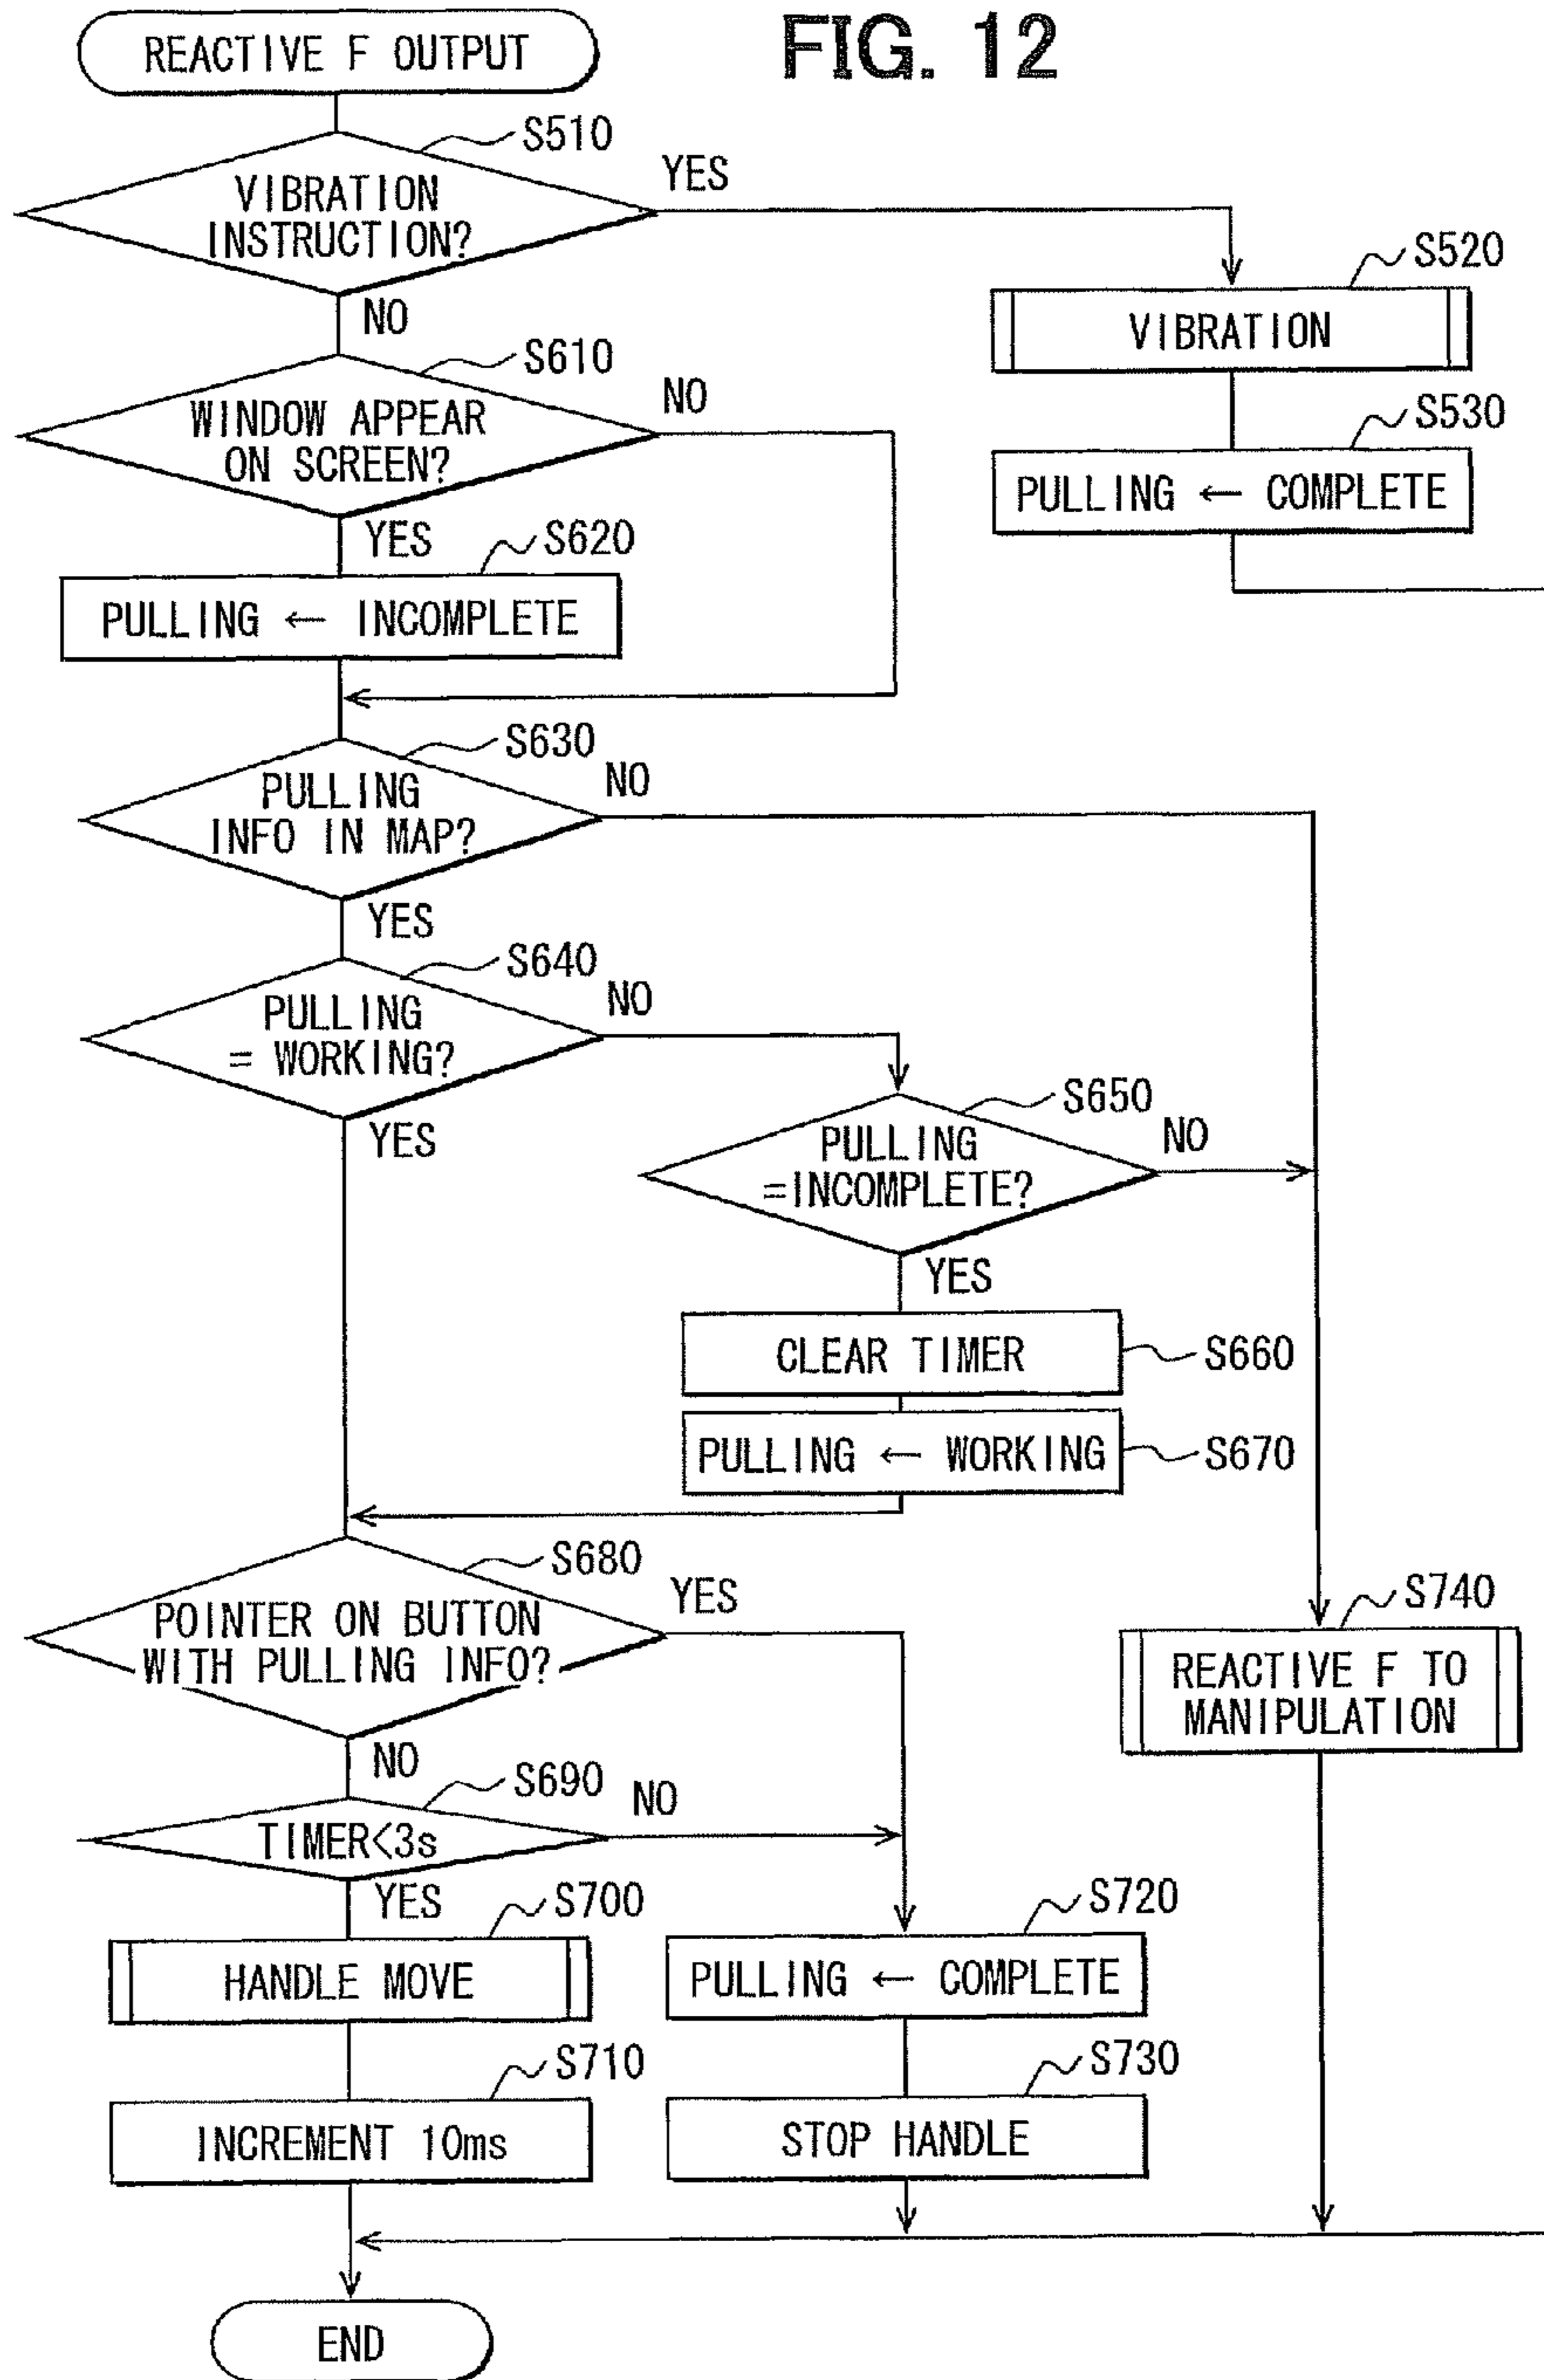 FIG. 12
REACTIVE F OUTPUT
S510
VIBRATION
INSTRUCTION?
YES
NO
S520
VIBRATION
S530
PULLING ← COMPLETE
S610
WINDOW APPEAR
ON SCREEN?
NO
YES
S620
PULLING ← INCOMPLETE
S630
PULLING
INFO IN MAP?
NO
YES
S640
PULLING
= WORKING?
NO
YES
S650
PULLING
=INCOMPLETE?
NO
YES
CLEAR TIMER
S660
PULLING ← WORKING
S670
S680
POINTER ON BUTTON
WITH PULLING INFO?
YES
NO
S740
REACTIVE F TO
MANIPULATION
S690
TIMER<3s
NO
YES
S700
HANDLE MOVE
S720
PULLING ← COMPLETE
S710
INCREMENT 10ms
S730
STOP HANDLE
END